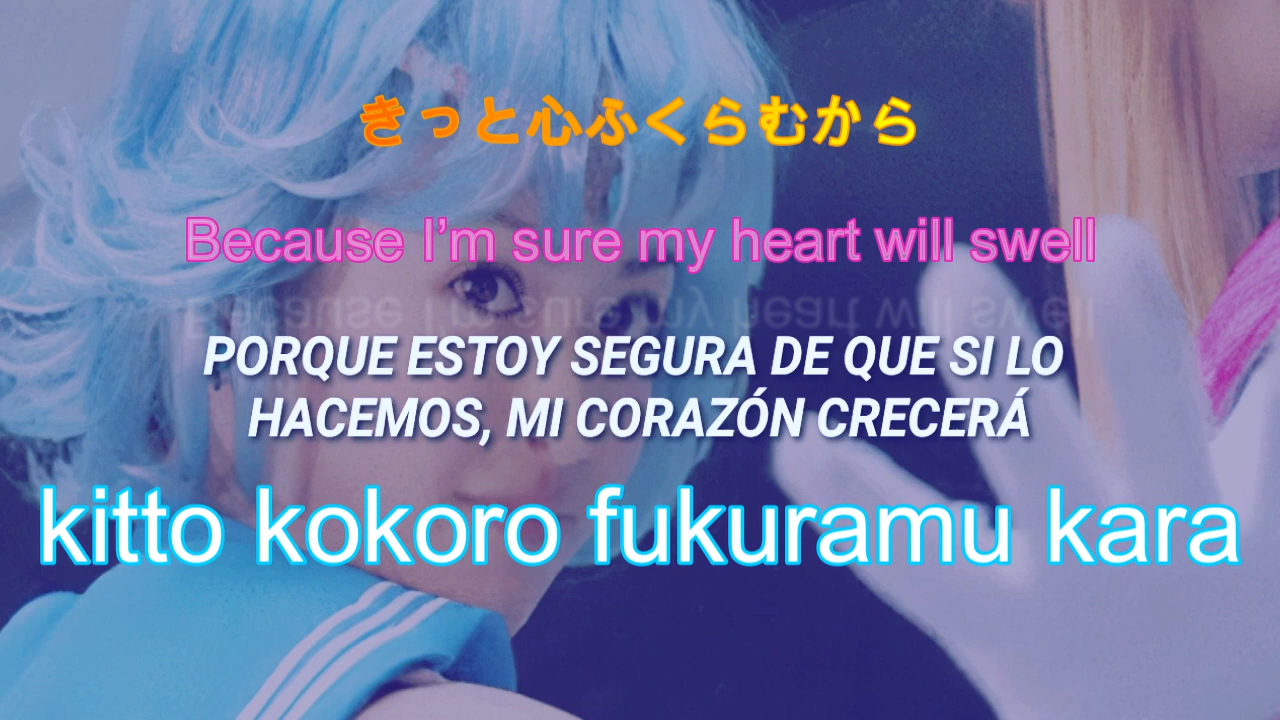 きっと心ふくらむから
Because I’m sure my heart will swell
PORQUE ESTOY SEGURA DE QUE SI LO
HACEMOS, MI CORAZÓN CRECERÁ
kitto kokoro fukuramu kara